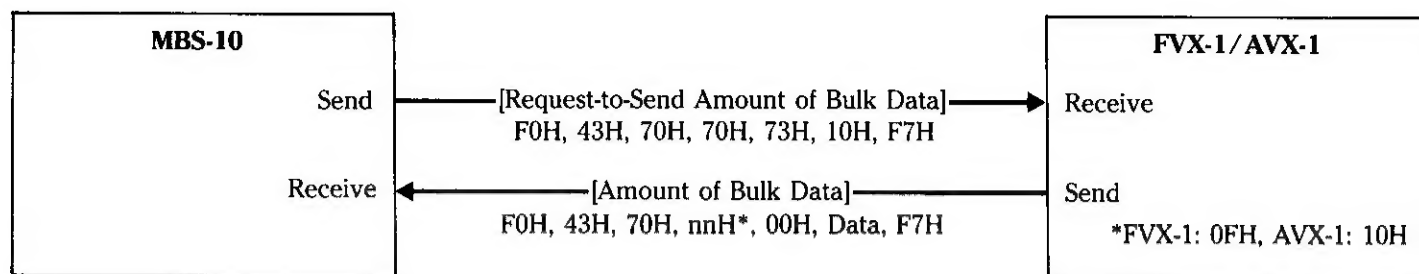 MBS-10
FVX-1/AVX-1
Send [Request-to-Send Amount of Bulk Data] Receive
F0H, 43H, 70H, 70H, 73H, 10H, F7H
Receive [Amount of Bulk Data] Send
F0H, 43H, 70H, nnH*, 00H, Data, F7H
*FVX-1: 0FH, AVX-1: 10H